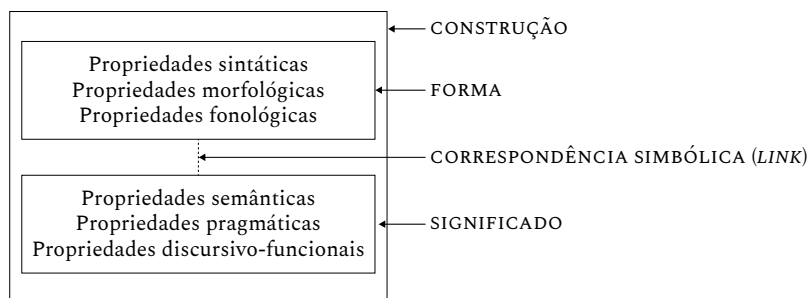 CONSTRUÇÃO
Propriedades sintáticas
Propriedades morfológicas
Propriedades fonológicas
FORMA
CORRESPONDÊNCIA SIMBÓLICA (LINK)
Propriedades semânticas
Propriedades pragmáticas
Propriedades discursivo-funcionais
SIGNIFICADO